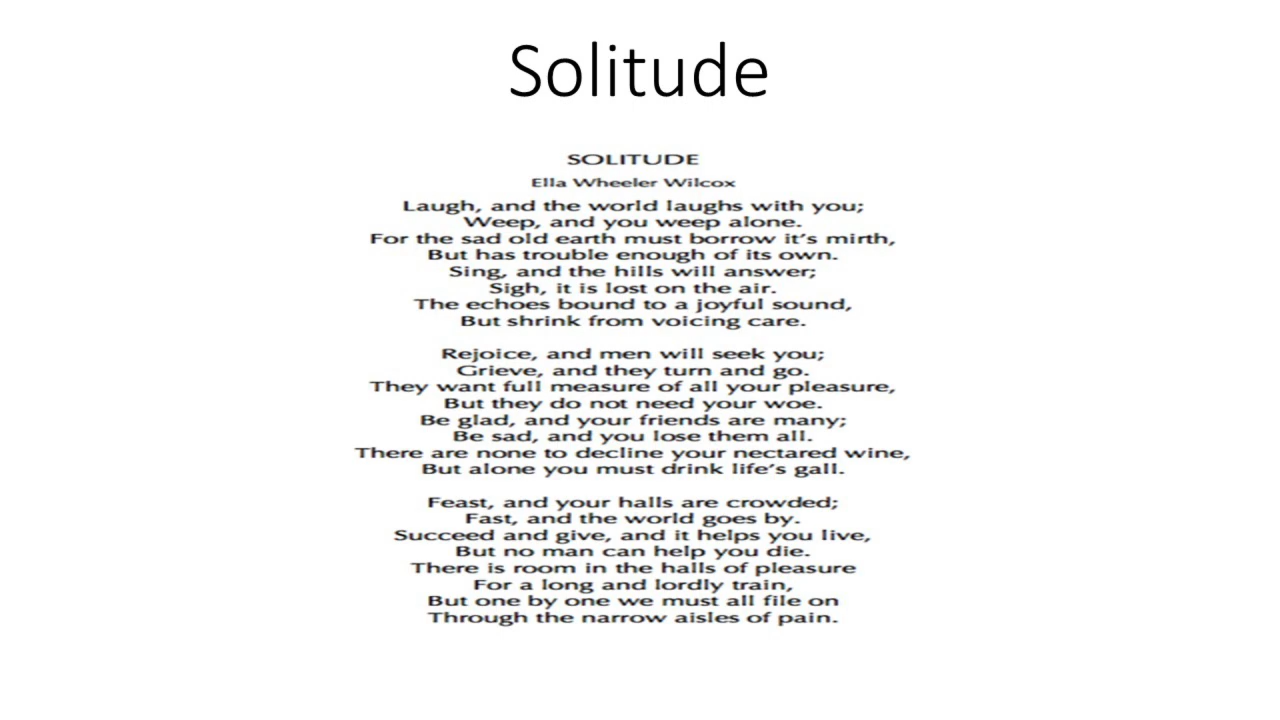 Solitude
SOLITUDE
Ella Wheeler Wilcox
Laugh, and the world laughs with you;
Weep, and you weep alone.
For the sad old earth must borrow it's mirth,
But has trouble enough of its own.
Sing, and the hills will answer;
Sigh, it is lost on the air.
The echoes bound to a joyful sound,
But shrink from voicing care.
Rejoice, and men will seek you;
Grieve, and they turn and go.
They want full measure of all your pleasure,
But they do not need your woe.
Be glad, and your friends are many;
Be sad, and you lose them all.
There are none to decline your nectared wine,
But alone you must drink life's gall.
Feast, and your halls are crowded;
Fast, and the world goes by.
Succeed and give, and it helps you live,
But no man can help you die.
There is room in the halls of pleasure
For a long and lordly train,
But one by one we must all file on
Through the narrow aisles of pain.